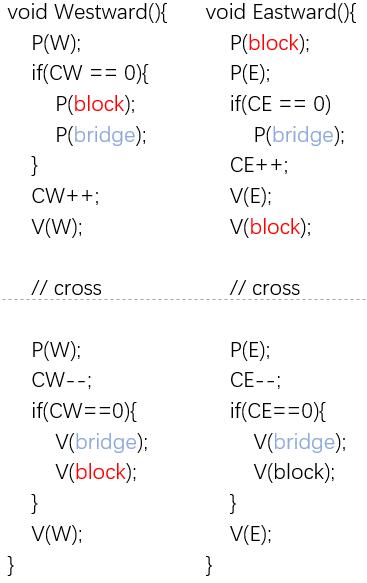 void Westward(){
P(W);
if(CW == 0){
P(block);
P(bridge);
}
CW++;
V(W);
// cross
P(W);
CW--;
if(CW==0){
V(bridge);
V(block);
}
V(W);
}
void Eastward(){
P(block);
P(E);
if(CE == 0)
P(bridge);
CE++;
V(E);
V(block);
// cross
P(E);
CE--;
if(CE==0){
V(bridge);
V(block);
}
V(E);
}